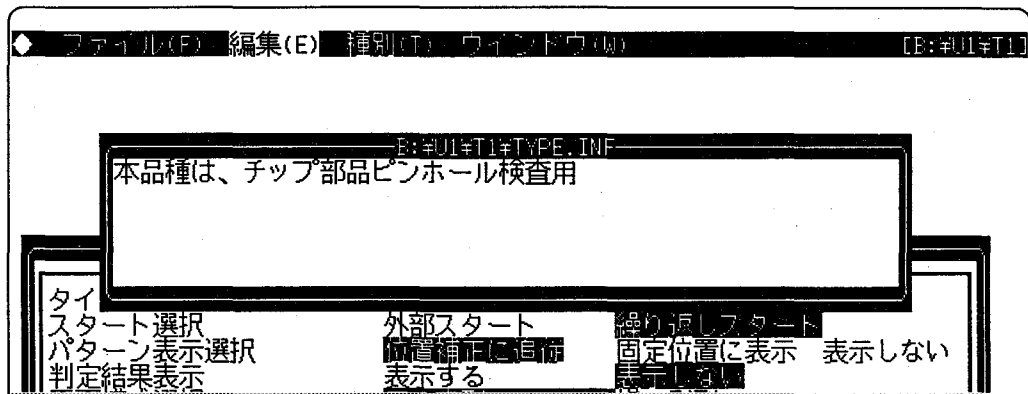 ファイル(F) 編集(E) 種別(T) ウインドウ(W) [B:¥U1¥T1]
B:¥U1¥T1¥TYPE.INF
本品種は、チップ部品ピンホール検査用
タイ
スタート選択 外部スタート 繰り返しスタート
パターン表示選択 位置補正に追従 固定位置に表示 表示しない
判定結果表示 表示する 表示しない